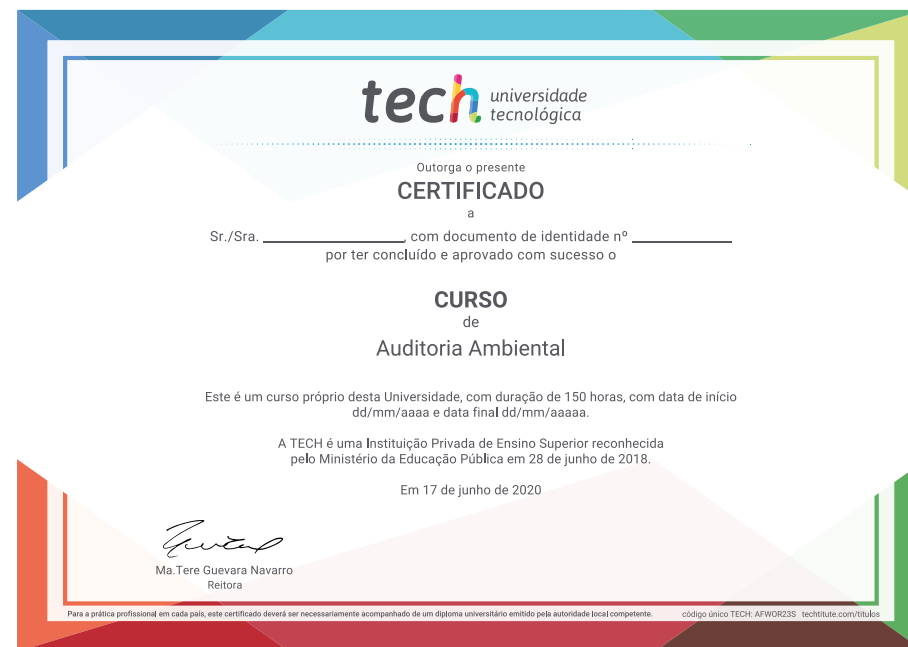 tech universidade
tecnológica
Outorga o presente
CERTIFICADO
a
Sr./Sra. ______________, com documento de identidade nº __________
por ter concluído e aprovado com sucesso o
CURSO
de
Auditoria Ambiental
Este é um curso próprio desta Universidade, com duração de 150 horas, com data de início
dd/mm/aaaa e data final dd/mm/aaaaa.
A TECH é uma Instituição Privada de Ensino Superior reconhecida
pelo Ministério da Educação Pública em 28 de junho de 2018.
Em 17 de junho de 2020
Ma.Tere Guevara Navarro
Reitora
Para a prática profissional em cada país, este certificado deverá ser necessariamente acompanhado de um diploma universitário emitido pela autoridade local competente. código único TECH: AFWOR23S techtitute.com/titulos